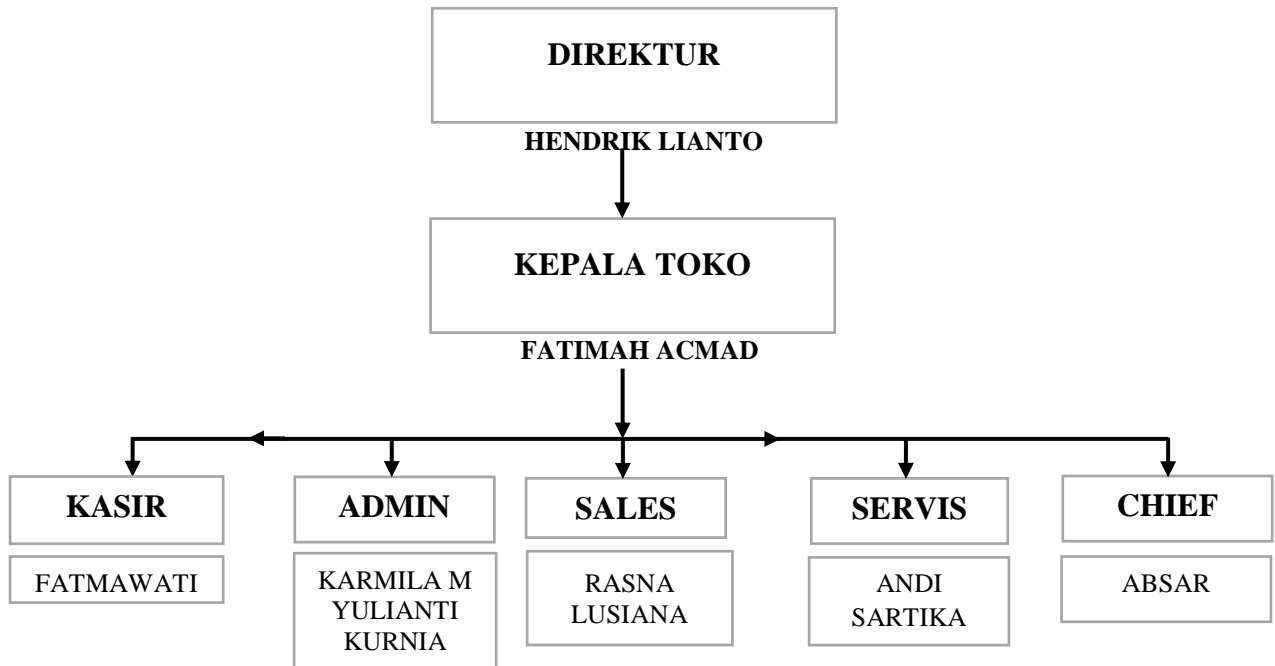 DIREKTUR
HENDRIK LIANTO
KEPALA TOKO
FATIMAH ACMAD
KASIR
ADMIN
SALES
SERVIS
CHIEF
FATMAWATI
KARMILA M
YULIANTI
KURNIA
RASNA
LUSIANA
ANDI
SARTIKA
ABSAR